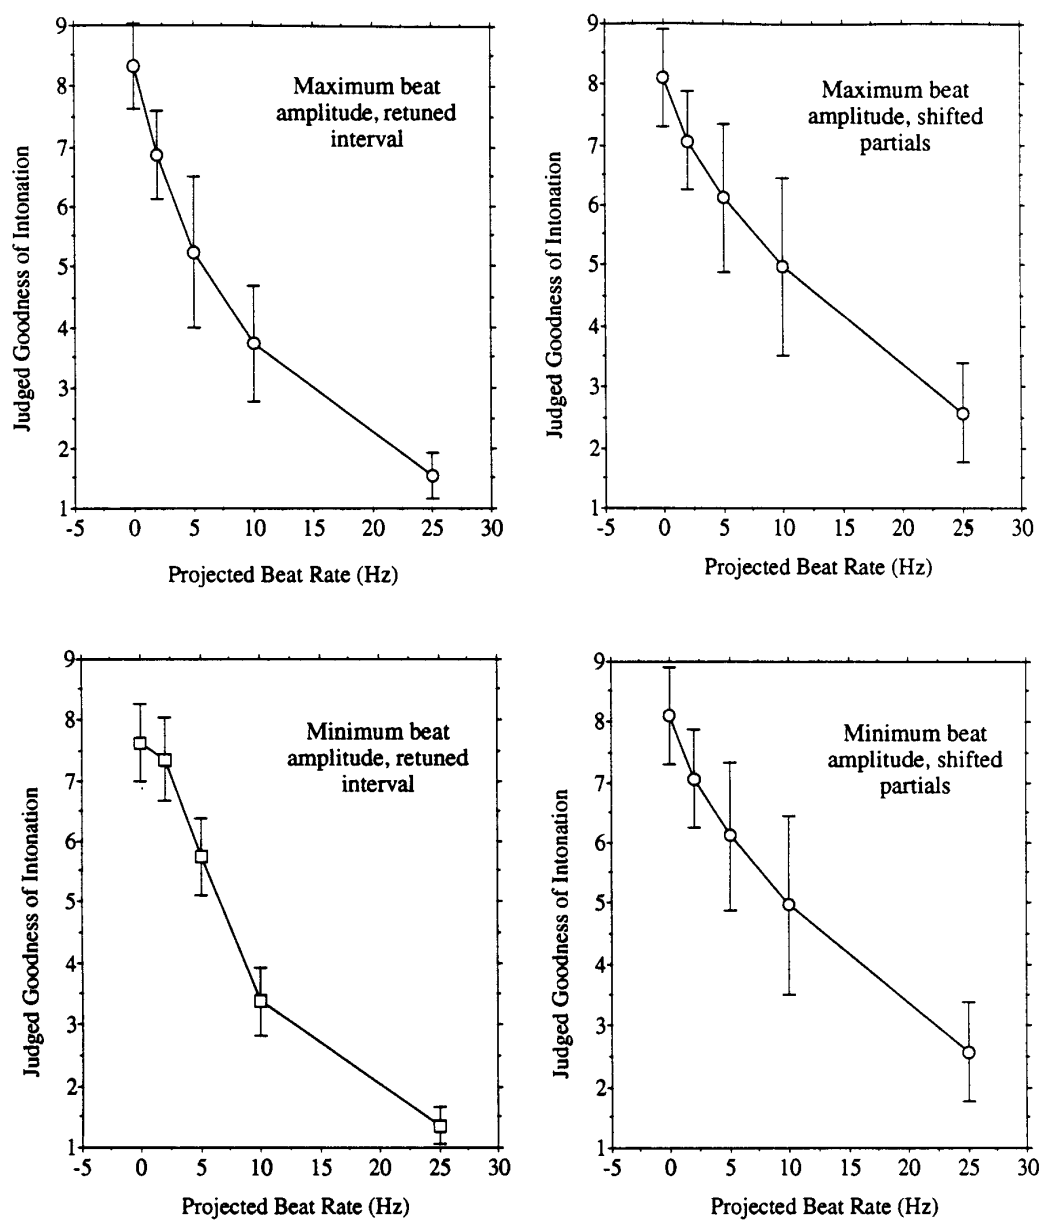 9
8
7
6
5
4
3
2
1
-5 0 5 10 15 20 25 30
Judged Goodness of Intonation
Projected Beat Rate (Hz)
Maximum beat
amplitude, retuned
interval
9
8
7
6
5
4
3
2
1
-5 0 5 10 15 20 25 30
Judged Goodness of Intonation
Projected Beat Rate (Hz)
Maximum beat
amplitude, shifted
partials
9
8
7
6
5
4
3
2
1
-5 0 5 10 15 20 25 30
Judged Goodness of Intonation
Projected Beat Rate (Hz)
Minimum beat
amplitude, retuned
interval
9
8
7
6
5
4
3
2
1
-5 0 5 10 15 20 25 30
Judged Goodness of Intonation
Projected Beat Rate (Hz)
Minimum beat
amplitude, shifted
partials